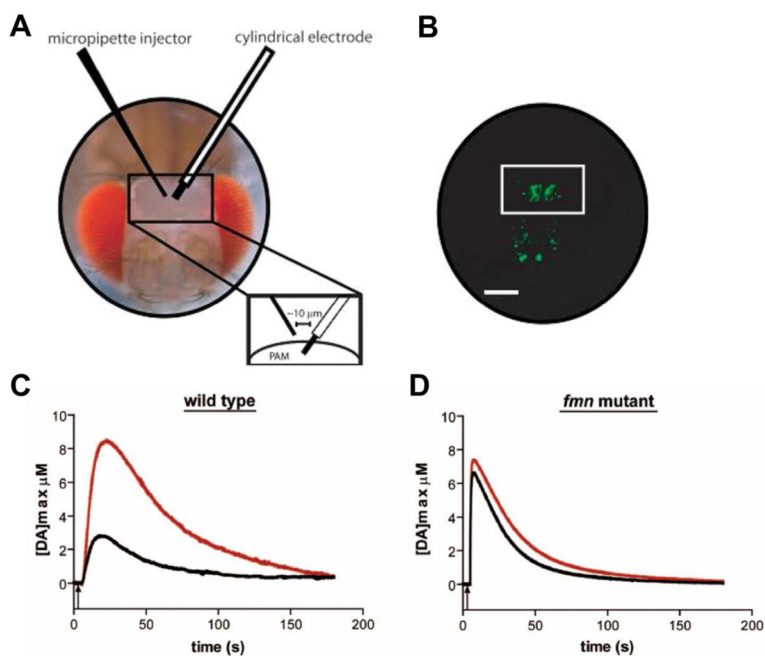 A
micropipette injector
cylindrical electrode
~10 μm
PAM
B
C
wild type
[DA]m ax μM
10
8
6
4
2
0
0
50
100
150
200
time (s)
D
fmn mutant
[DA]m ax μM
10
8
6
4
2
0
0
50
100
150
200
time (s)